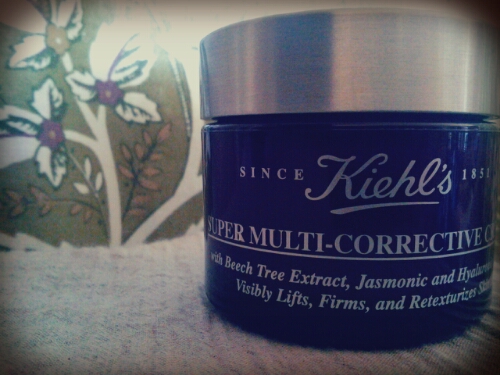 SINCE Kiehl's 1851
SUPER MULTI-CORRECTIVE
with Beech Tree Extract, Jasmonic and
Visibly Lifts, Firms, and Retexturizes